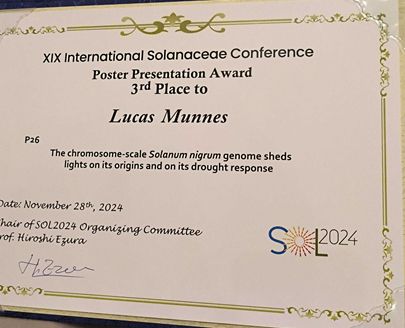 XIX International Solanaceae Conference
Poster Presentation Award
3rd Place to
Lucas Munnes
P26
The chromosome-scale Solanum nigrum genome sheds
lights on its origins and on its drought response
Date: November 28th, 2024
Chair of SOL2024 Organizing Committee
Prof. Hiroshi Ezura
SOL2024